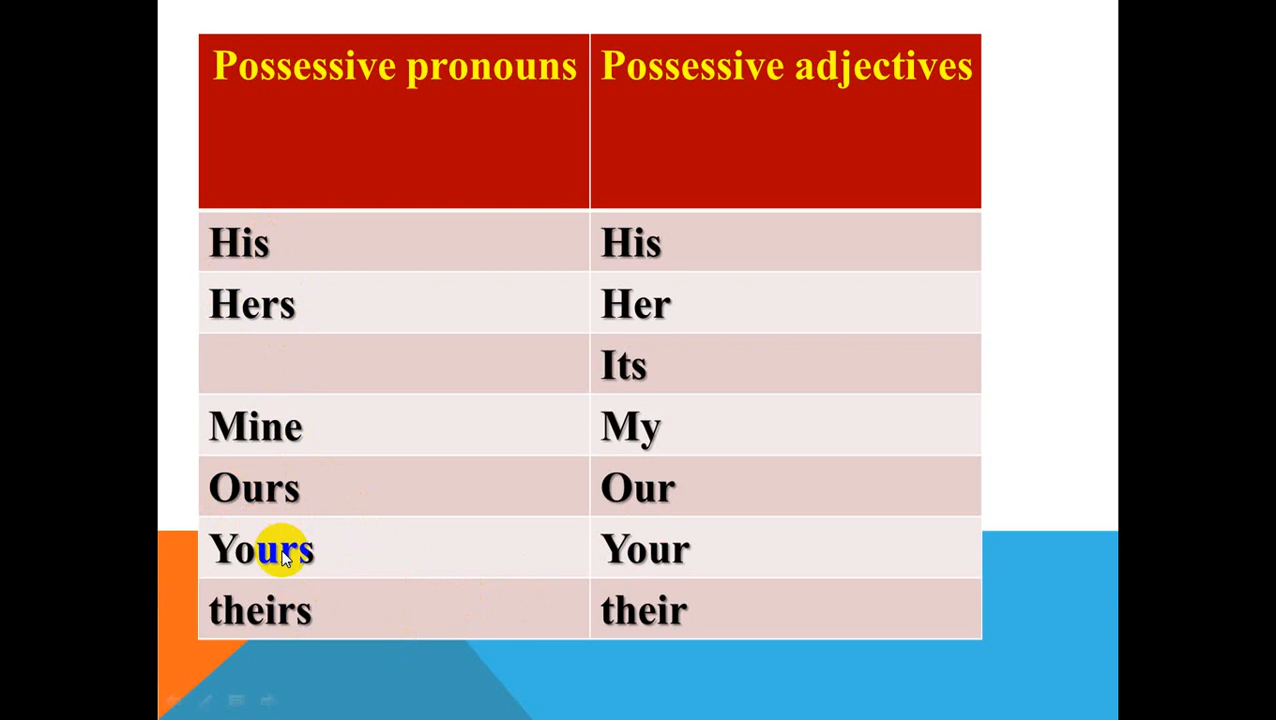 Possessive pronouns Possessive adjectives
His His
Hers Her
Its
Mine My
Ours Our
Yours Your
theirs their